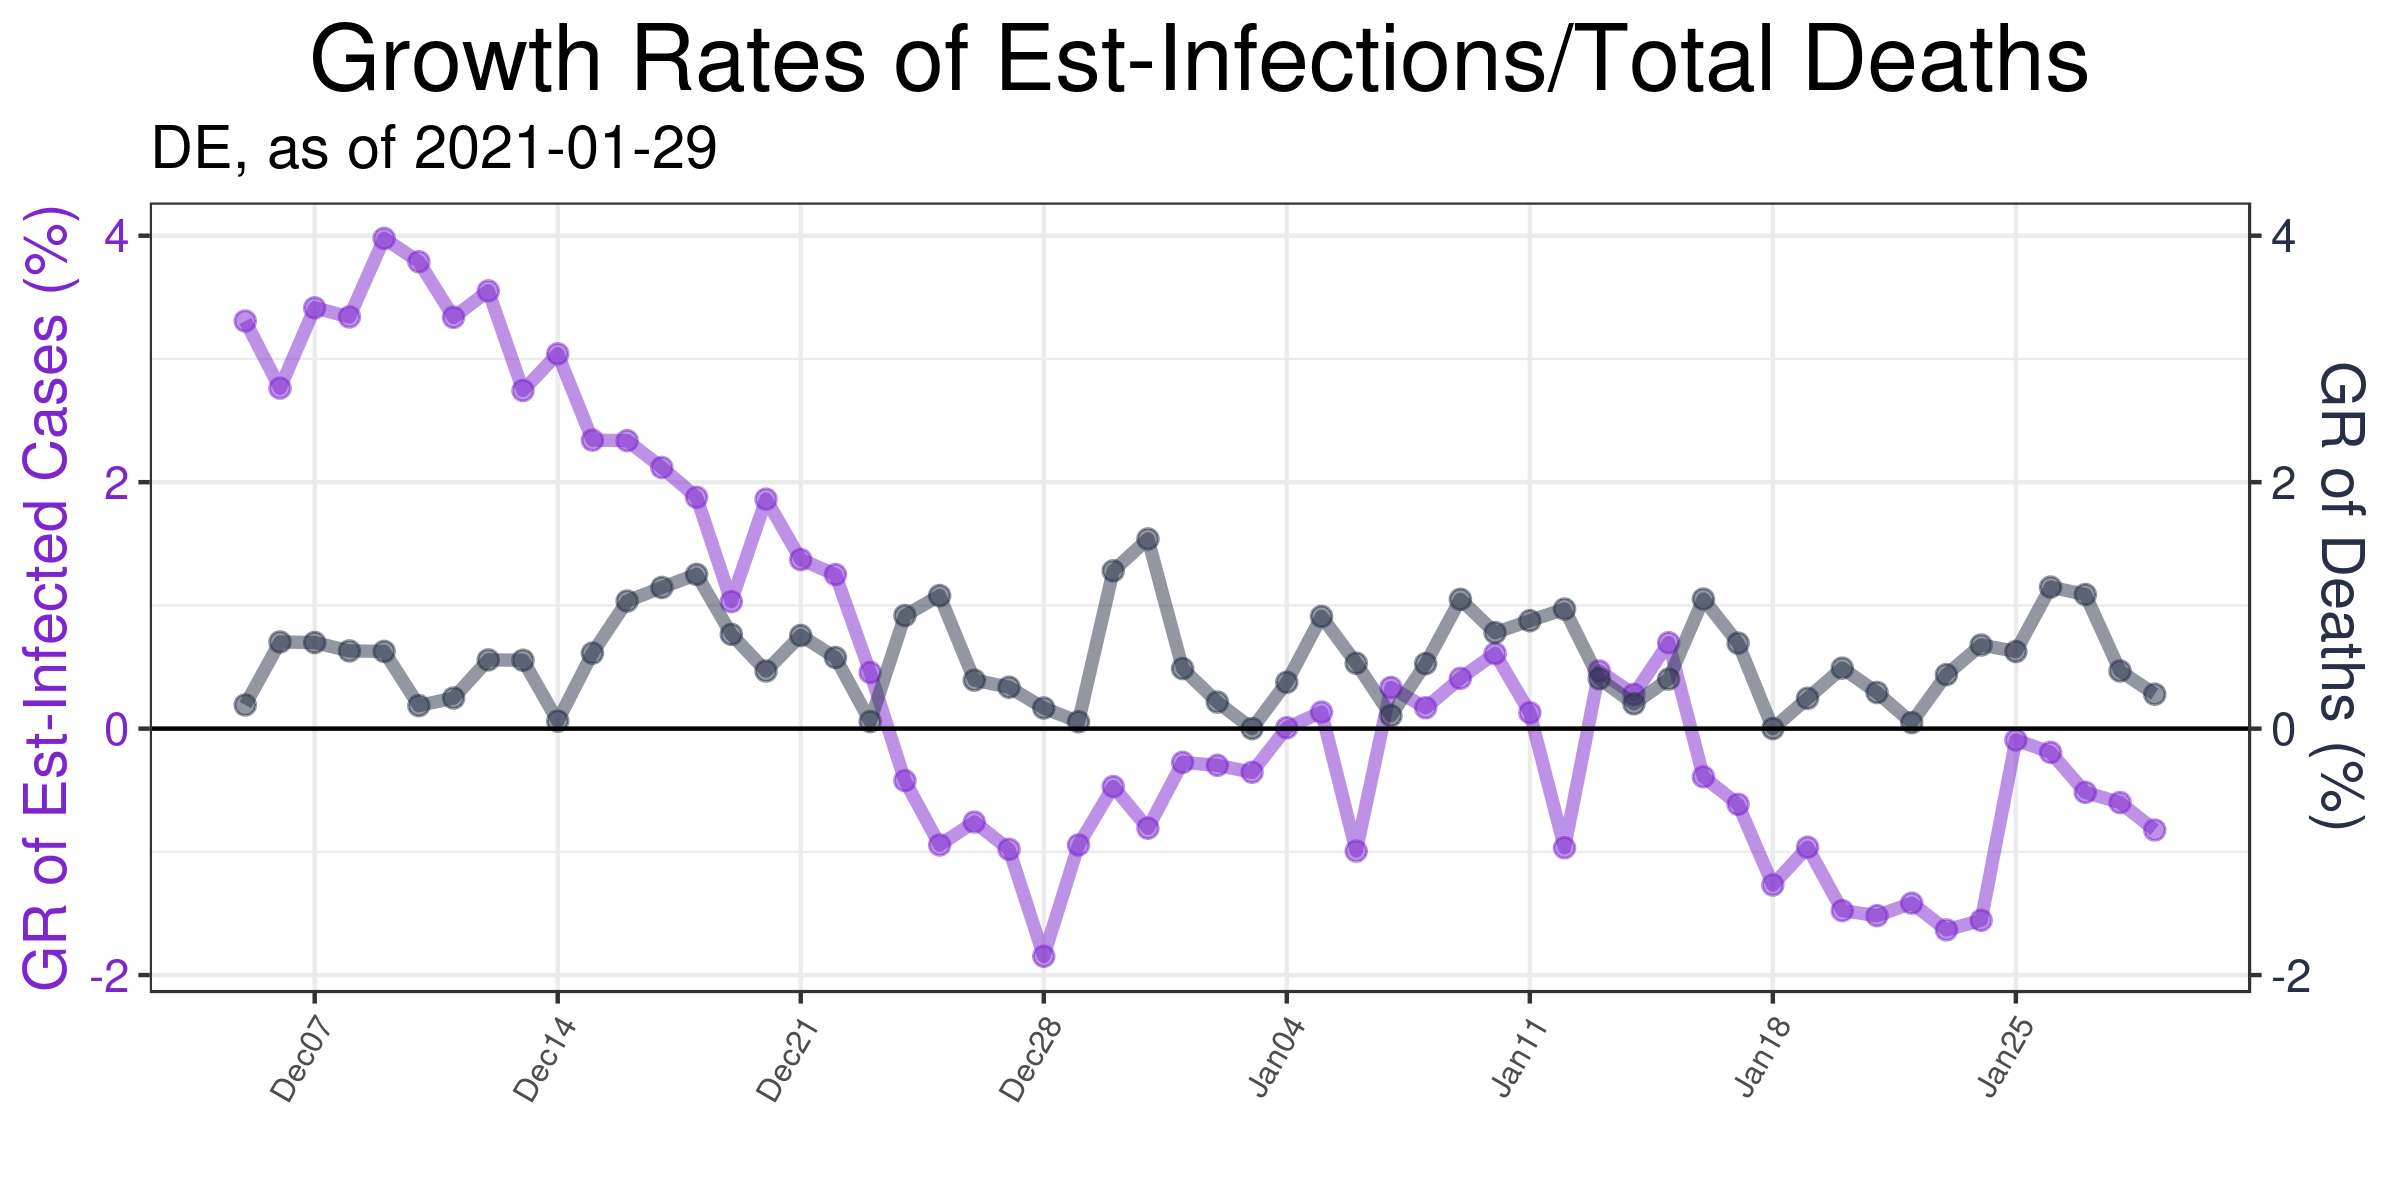 Growth Rates of Est-Infections/Total Deaths
DE, as of 2021-01-29
GR of Est-Infected Cases (%)
4
2
0
-2
4
2
0
-2
GR of Deaths (%)
Dec07
Dec14
Dec21
Dec28
Jan04
Jan11
Jan18
Jan25